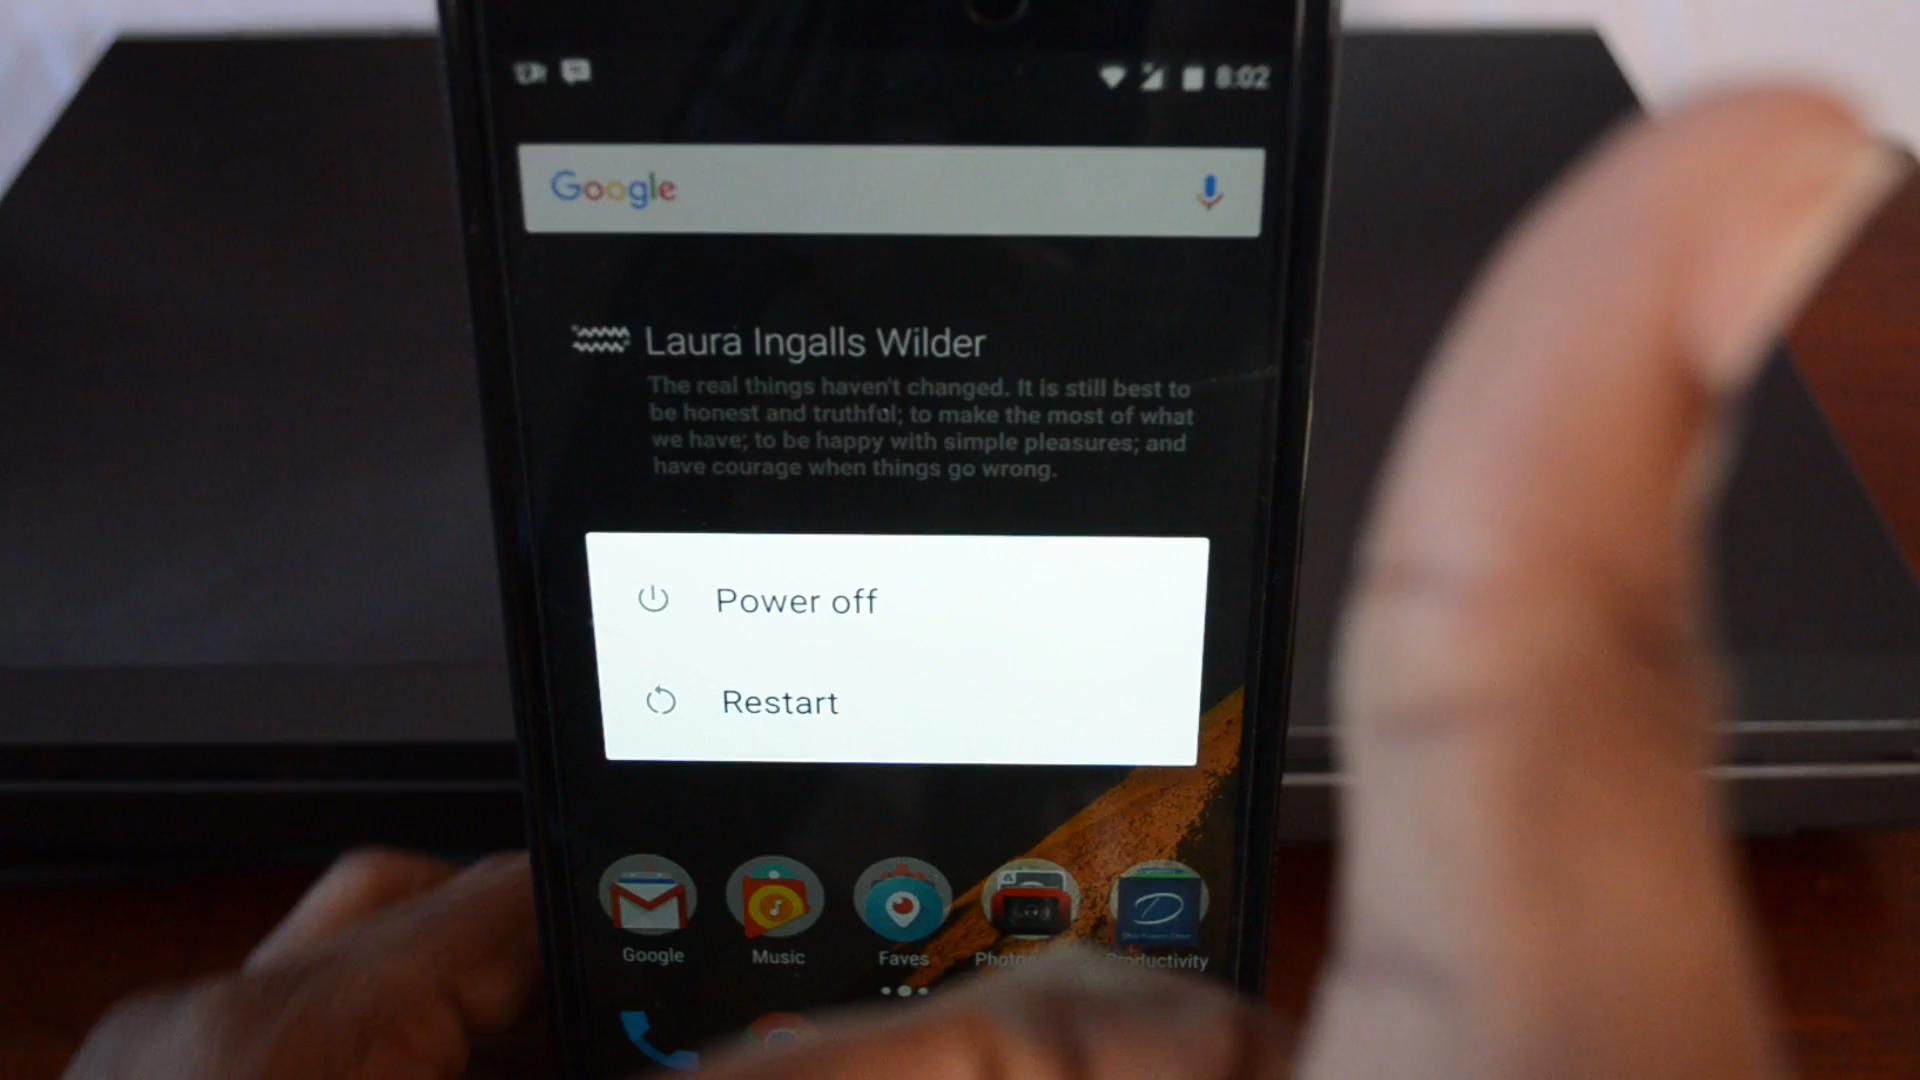 8:02
Google
Laura Ingalls Wilder
The real things haven't changed. It is still best to
be honest and truthful; to make the most of what
we have; to be happy with simple pleasures; and
have courage when things go wrong.
Power off
Restart
Google Music Faves Productivity